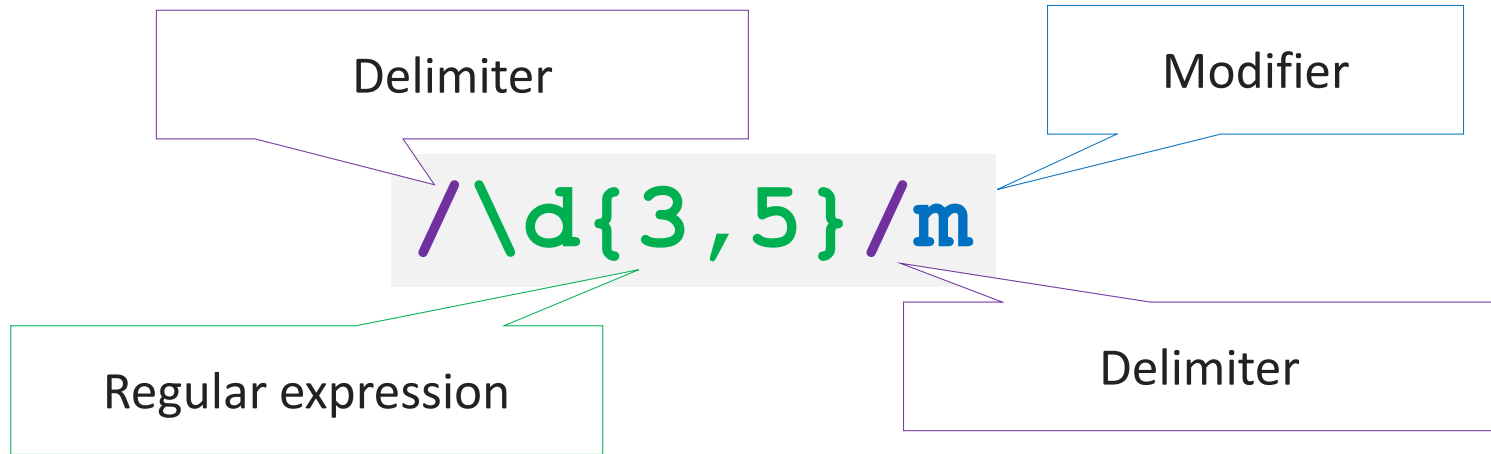 Delimiter
Modifier
/\d{3,5}/m
Regular expression
Delimiter